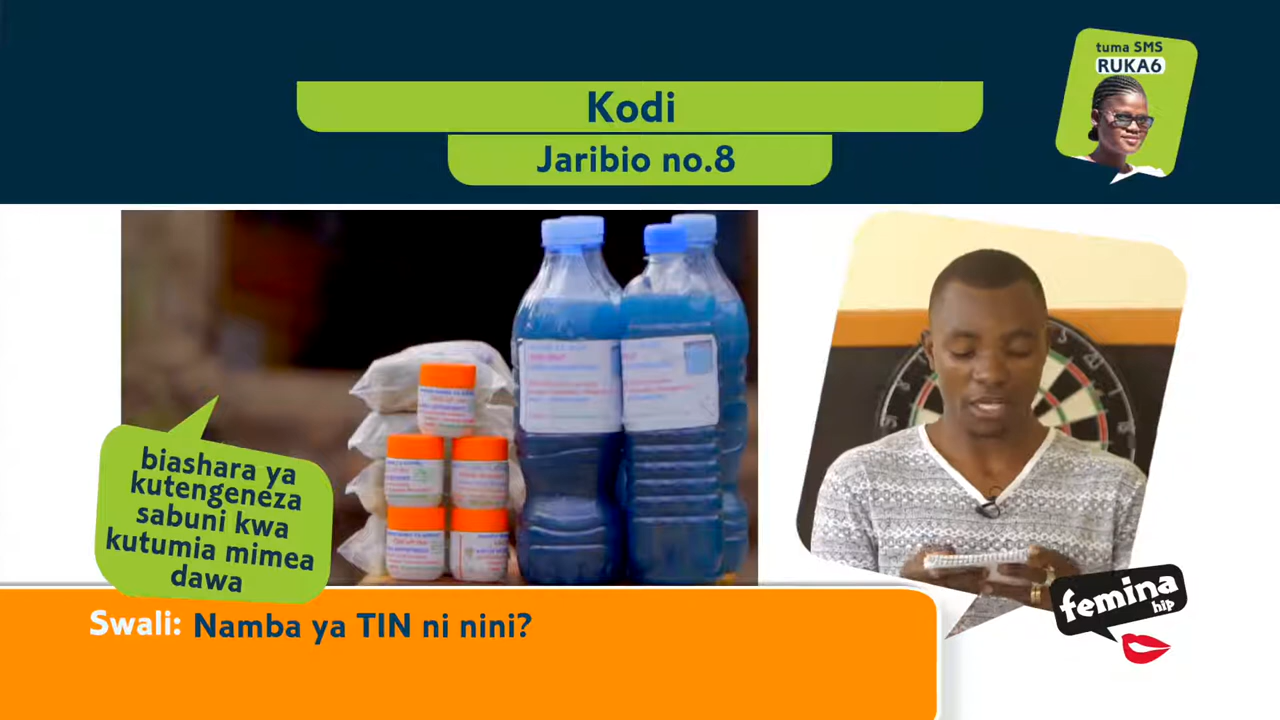 tuma SMS
RUKA6
Kodi
Jaribio no.8
biashara ya
kutengeneza
sabuni kwa
kutumia mimea
dawa
Swali: Namba ya TIN ni nini?
femina
hip